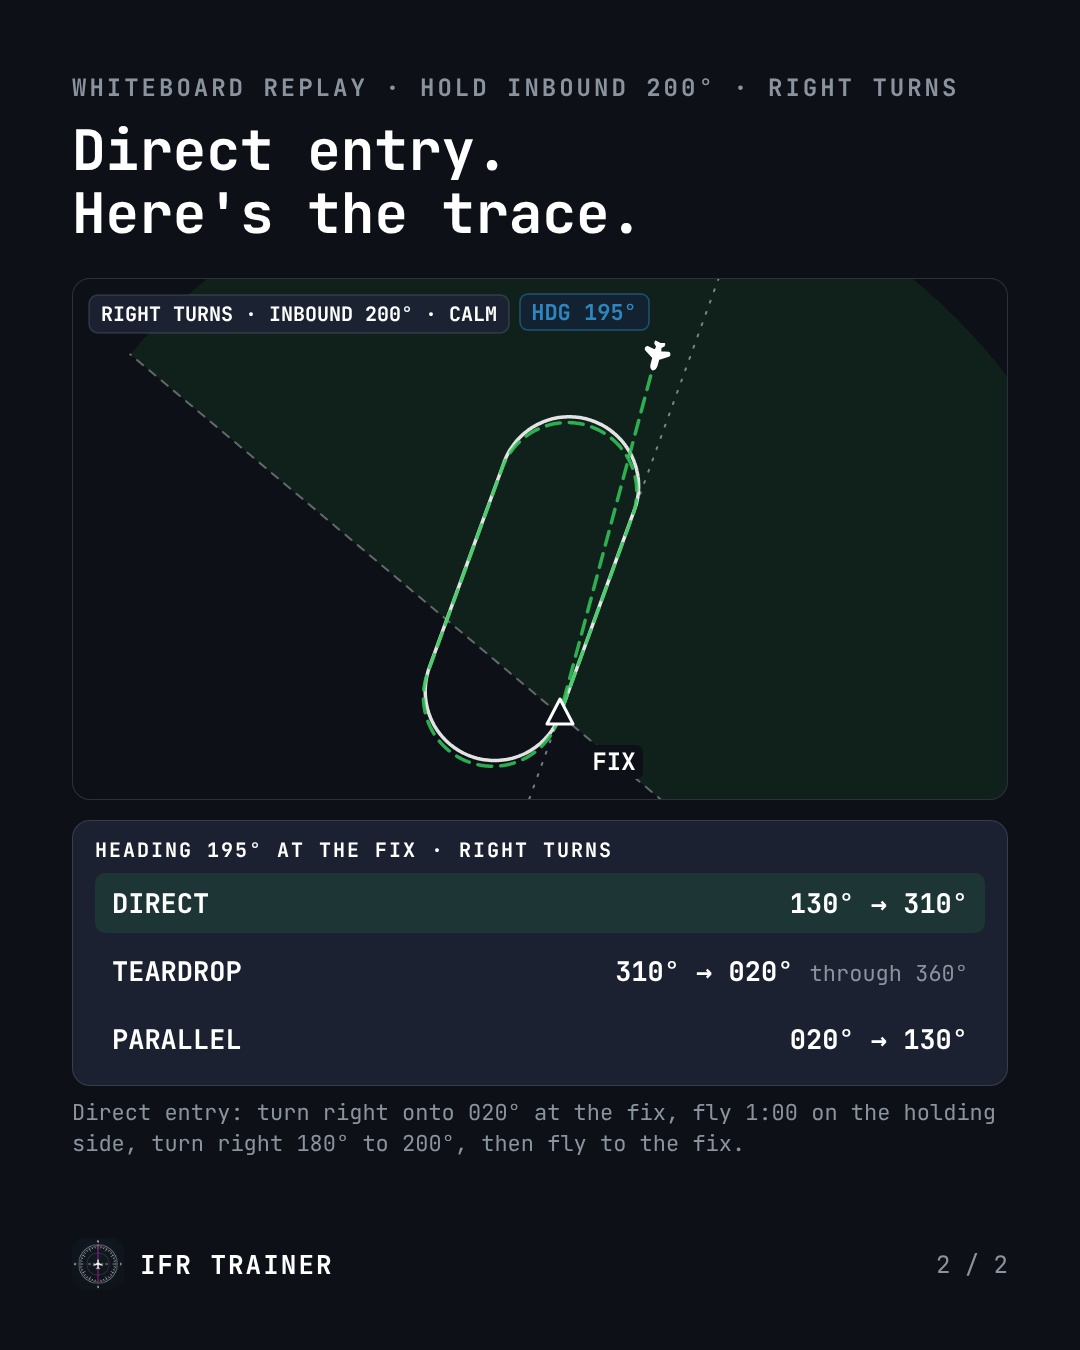 WHITEBOARD REPLAY · HOLD INBOUND 200° · RIGHT TURNS
Direct entry.
Here's the trace.
RIGHT TURNS · INBOUND 200° · CALM
HDG 195°
FIX
HEADING 195° AT THE FIX · RIGHT TURNS
DIRECT 130° → 310°
TEARDROP 310° → 020° through 360°
PARALLEL 020° → 130°
Direct entry: turn right onto 020° at the fix, fly 1:00 on the holding
side, turn right 180° to 200°, then fly to the fix.
IFR TRAINER
2 / 2